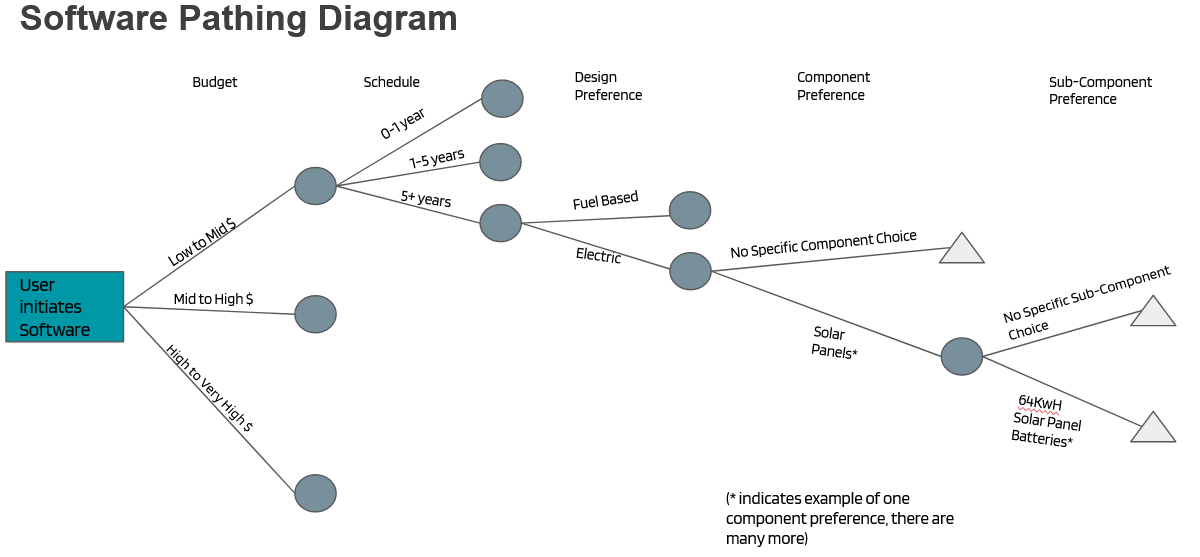 Software Pathing Diagram
Budget
Schedule
Design
Preference
Component
Preference
Sub-Component
Preference
0-1 year
1-5 years
5+ years
Low to Mid $
Mid to High $
High to Very High $
User
initiates
Software
Fuel Based
Electric
No Specific Component Choice
Solar
Panels*
No Specific Sub-Component
Choice
64KwH
Solar Panel
Batteries*
(* indicates example of one
component preference, there are
many more)